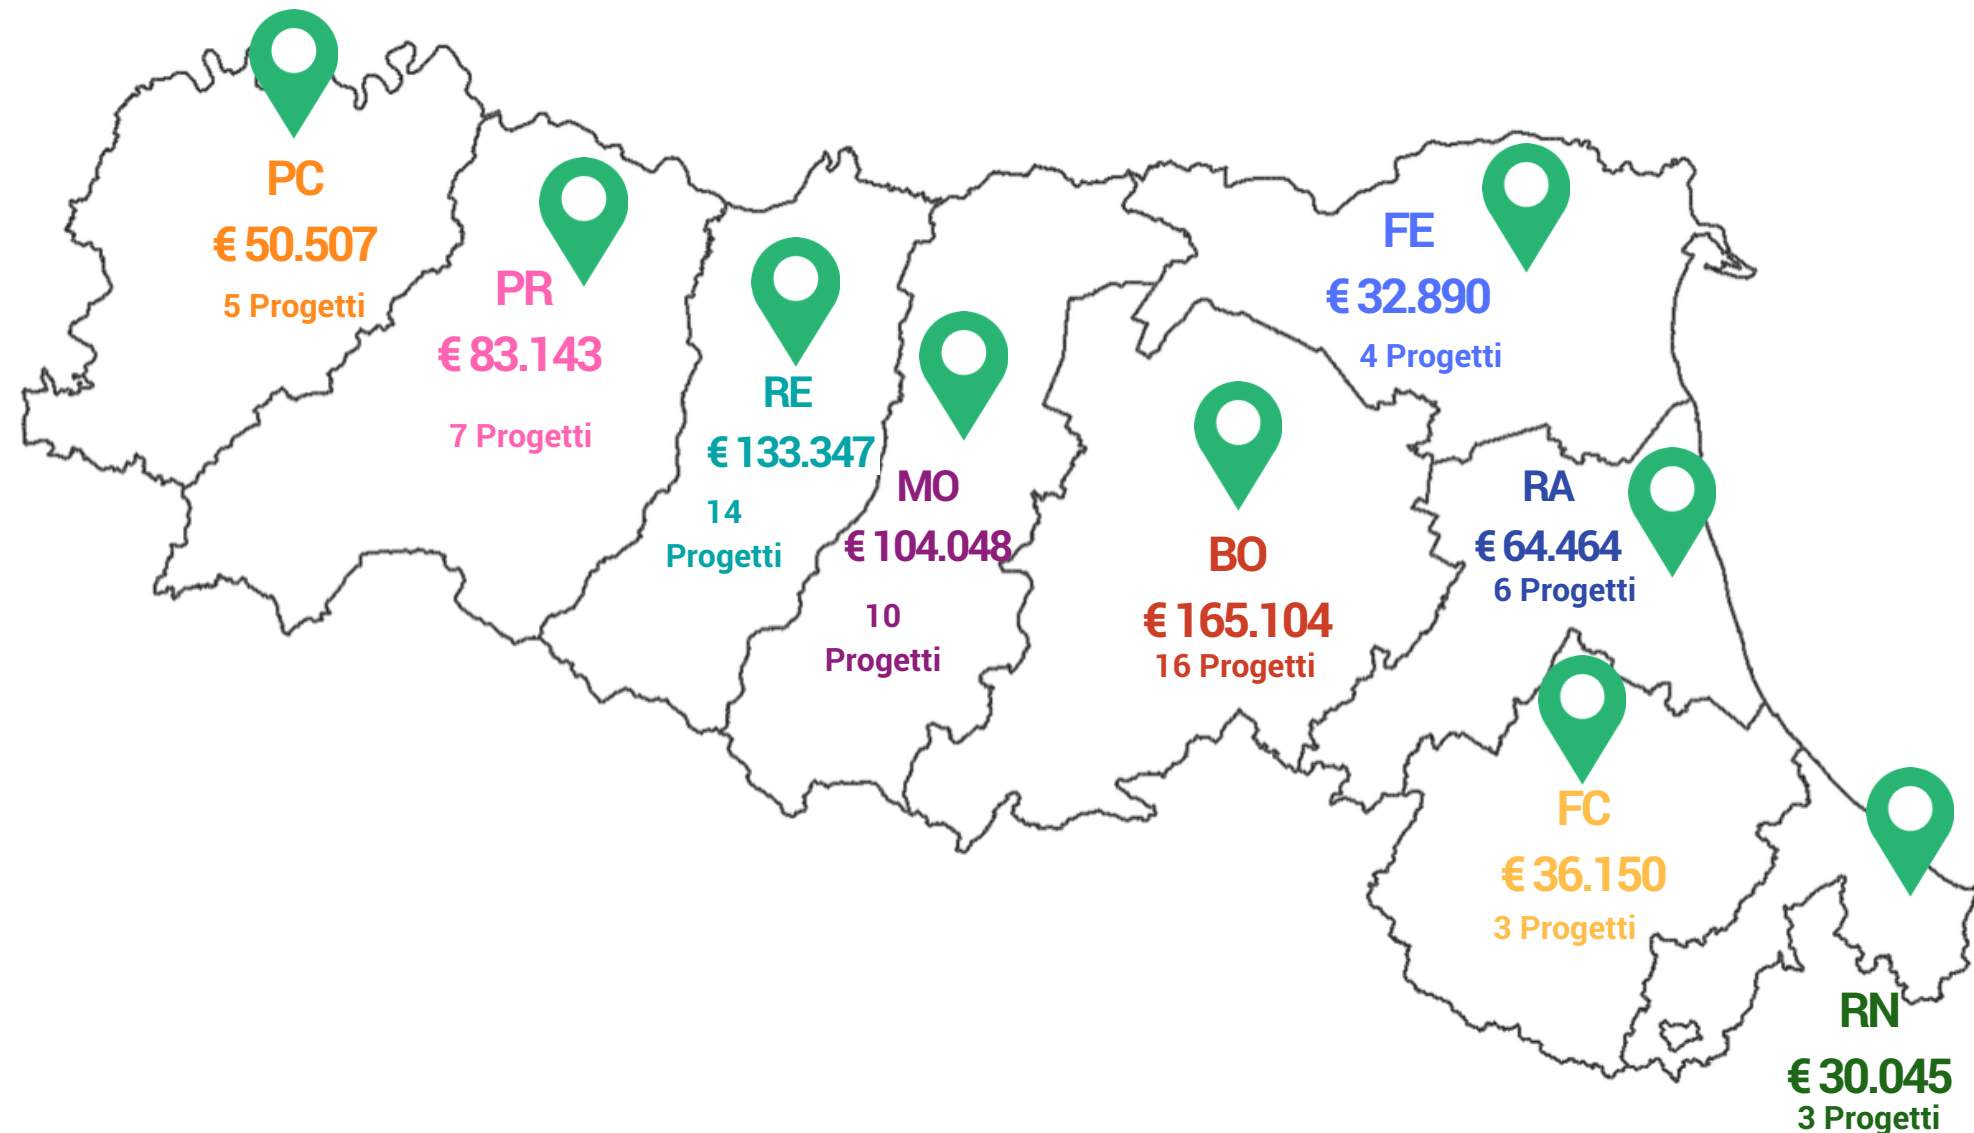 PC
€ 50.507
5 Progetti
PR
€ 83.143
7 Progetti
RE
€ 133.347
14
Progetti
MO
€ 104.048
10
Progetti
BO
€ 165.104
16 Progetti
FE
€ 32.890
4 Progetti
RA
€ 64.464
6 Progetti
FC
€ 36.150
3 Progetti
RN
€ 30.045
3 Progetti